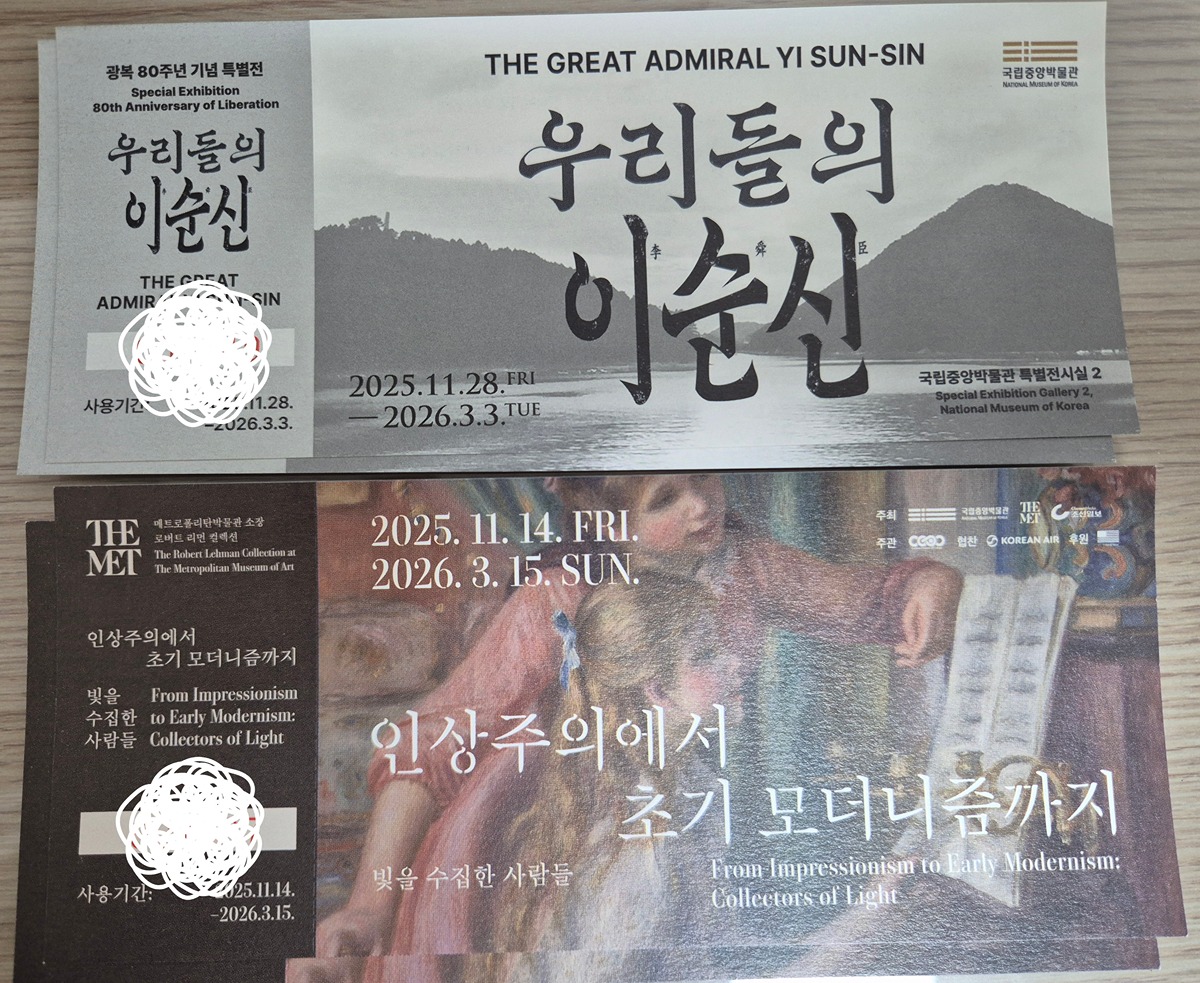 광복 80주년 기념 특별전
Special Exhibition
80th Anniversary of Liberation
우리들의
이순신
THE GREAT
ADMIRAL SUN-SIN
사용기간
11.28.
-2026.3.3.
THE GREAT ADMIRAL YI SUN-SIN
국립중앙박물관
NATIONAL MUSEUM OF KOREA
우리들의
이李순舜신臣
2025.11.28.FRI
—2026.3.3.TUE
국립중앙박물관 특별전시실 2
Special Exhibition Gallery 2,
National Museum of Korea
THE
MET
메트로폴리탄박물관 소장
로버트 리먼 컬렉션
The Robert Lehman Collection at
The Metropolitan Museum of Art
인상주의에서
초기 모더니즘까지
빛을
수집한
사람들
From Impressionism
to Early Modernism:
Collectors of Light
사용기간:
2025.11.14.
-2026.3.15.
2025. 11. 14. FRI.
2026. 3. 15. SUN.
주최 국립중앙박물관 NATIONAL MUSEUM OF KOREA THE MET 조선일보
주관 CCOC 협찬 KOREAN AIR 후원
인상주의에서
초기 모더니즘까지
빛을 수집한 사람들
From Impressionism to Early Modernism:
Collectors of Light